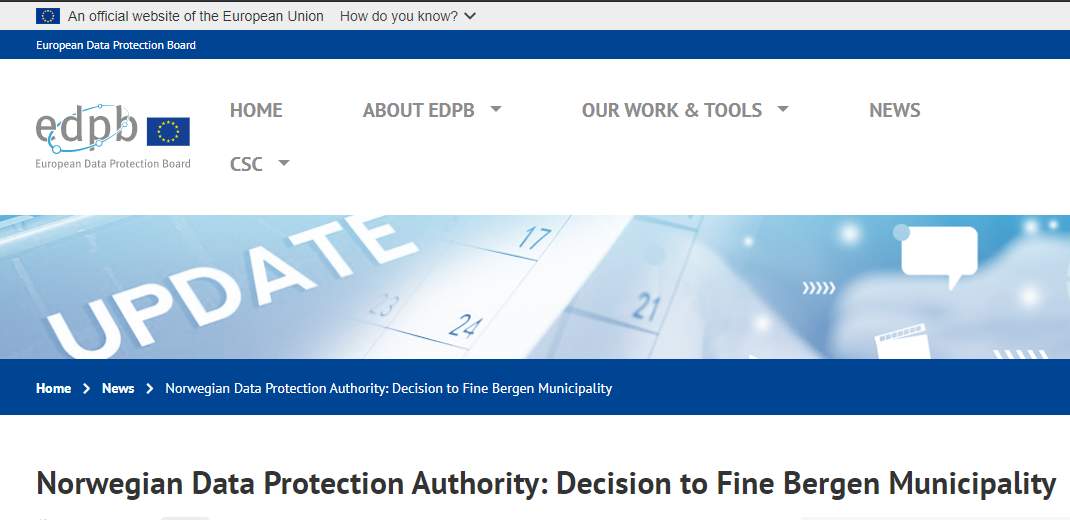 An official website of the European Union How do you know?
European Data Protection Board
HOME ABOUT EDPB OUR WORK & TOOLS NEWS
edpb
European Data Protection Board
CSC
UPDATE
17
23
24
21
Home News Norwegian Data Protection Authority: Decision to Fine Bergen Municipality
Norwegian Data Protection Authority: Decision to Fine Bergen Municipality